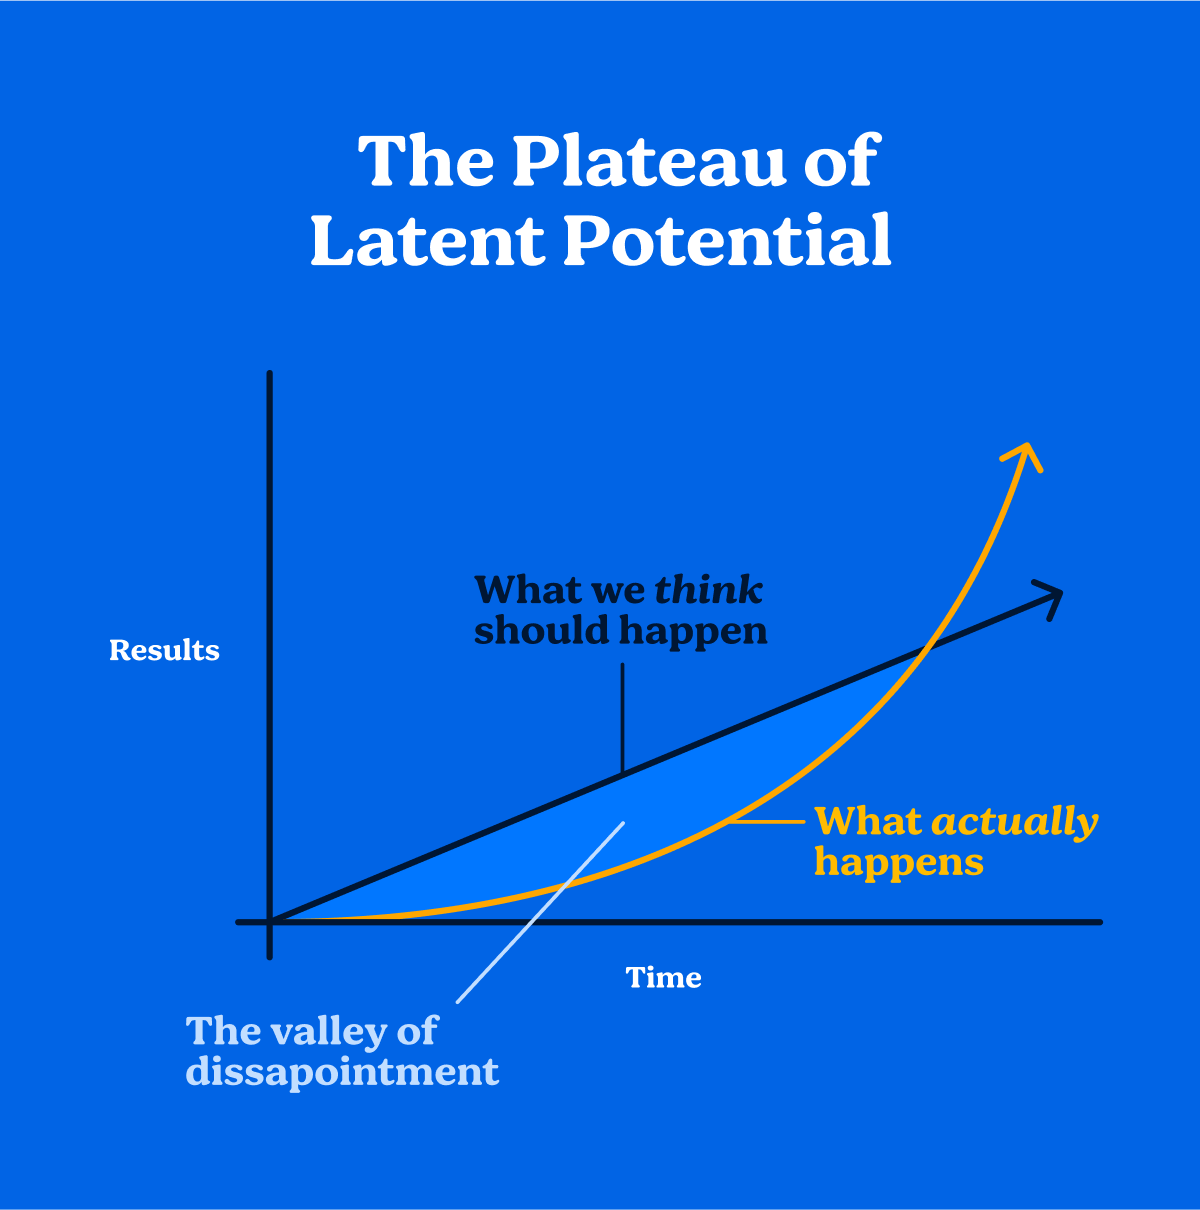 The Plateau of
Latent Potential
What we think
should happen
Results
What actually
happens
Time
The valley of
dissapointment